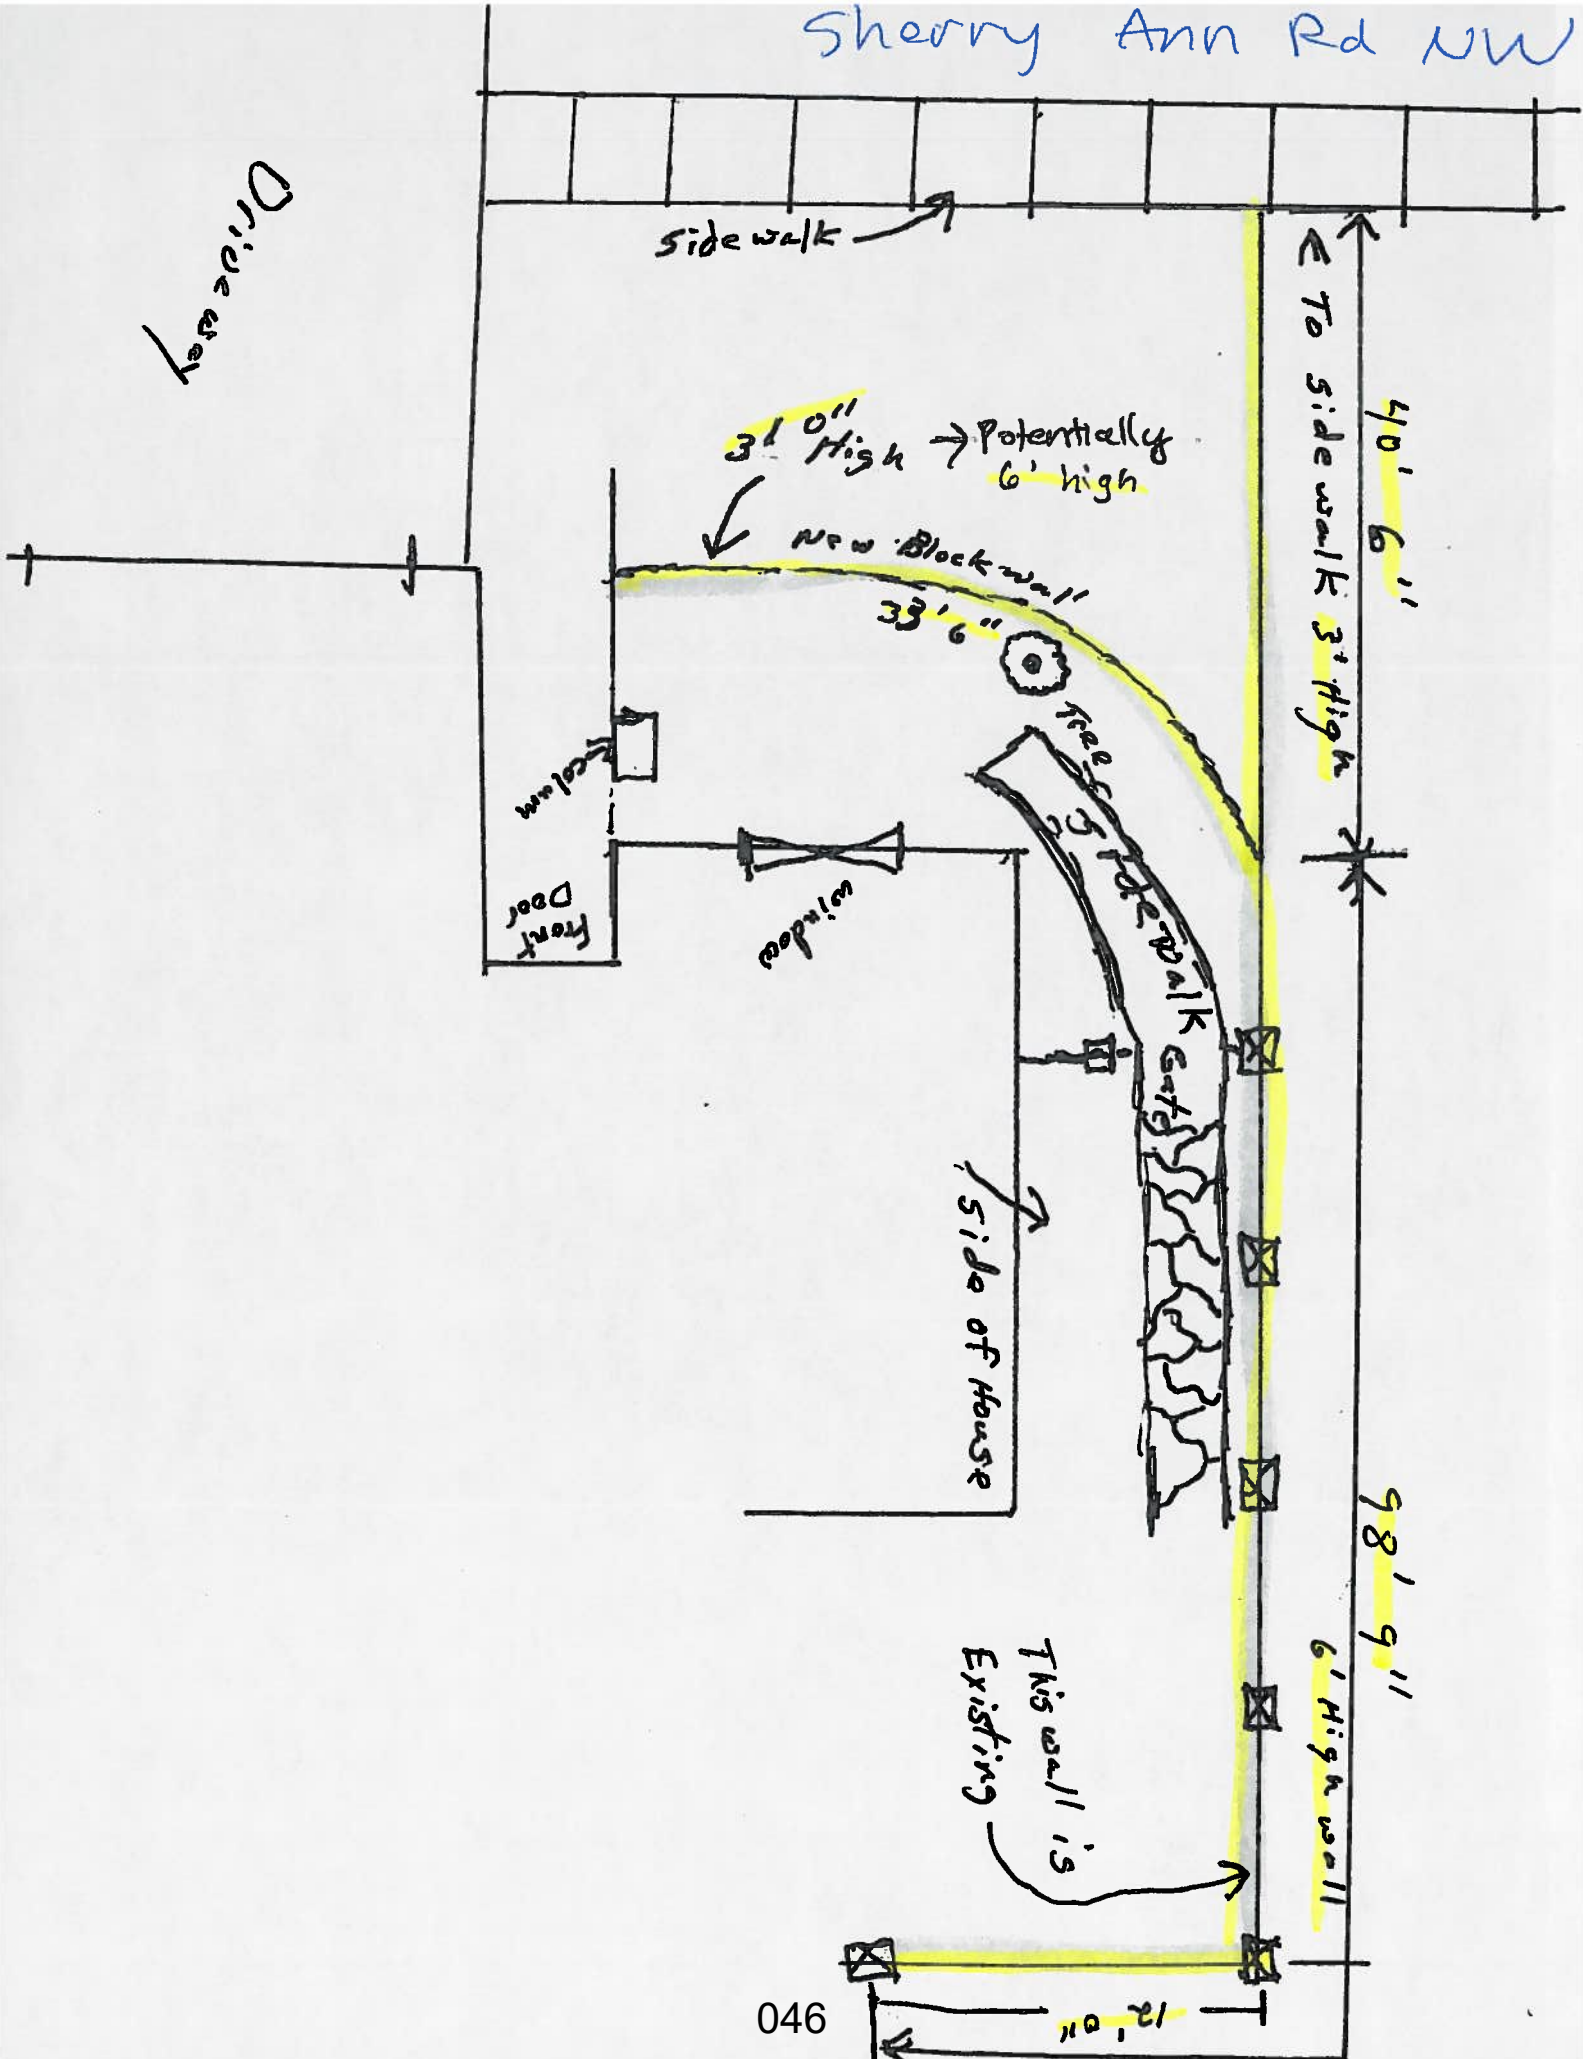 Sherry Ann Rd NW
Driveway
sidewalk
← To sidewalk 3' High
40' 6"
3' 0"
High → Potentially
6' high
New Block wall
33' 6"
Tree
column
Sidewalk
window
Front
Door
Gate
Side of House
98' 9"
6' High wall
This wall is
Existing
12' 0"
046